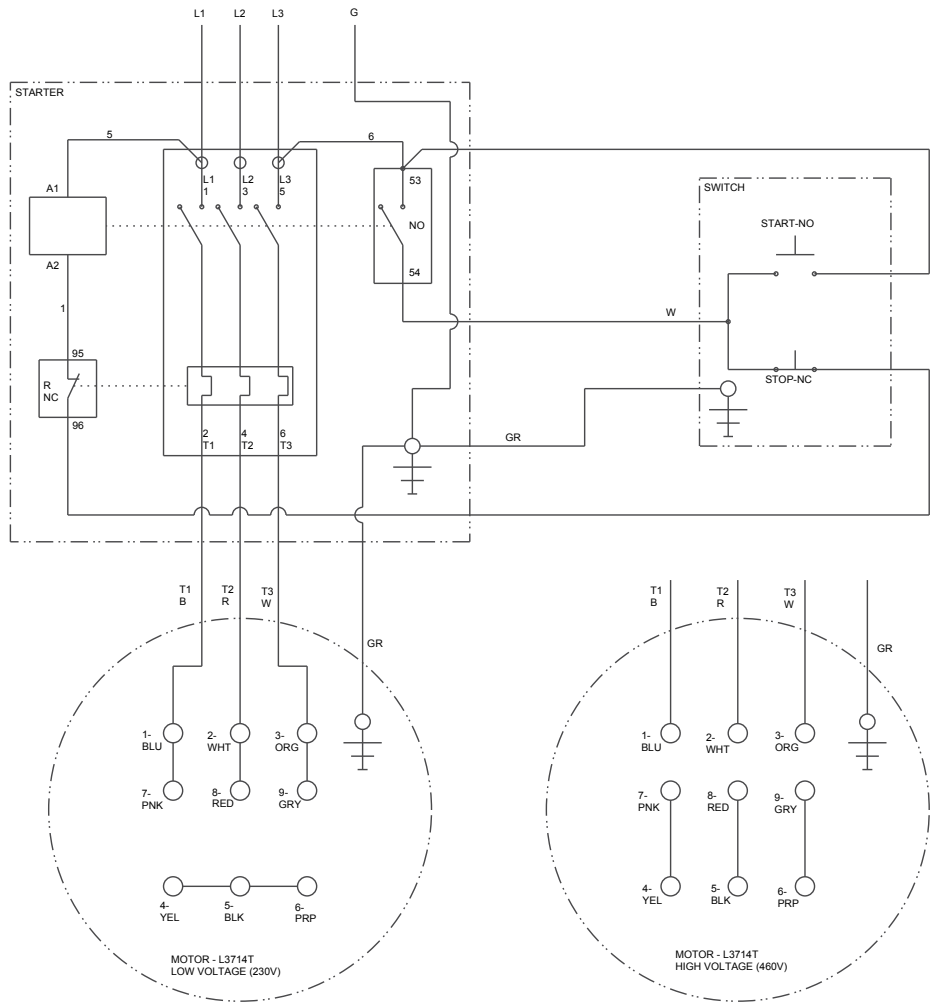 L1 L2 L3 G
STARTER
5 6
L1 L2 L3
1 3 5
53
A1
NO
A2
54
SWITCH
START-NO
1
W
95
R
NC
96
STOP-NC
2 4 6
T1 T2 T3
GR
T1 T2 T3
B R W
GR
1- 2- 3-
BLU WHT ORG
7- 8- 9-
PNK RED GRY
4- 5- 6-
YEL BLK PRP
MOTOR - L3714T
LOW VOLTAGE (230V)
T1 T2 T3
B R W
GR
1- 2- 3-
BLU WHT ORG
7- 8- 9-
PNK RED GRY
4- 5- 6-
YEL BLK PRP
MOTOR - L3714T
HIGH VOLTAGE (460V)